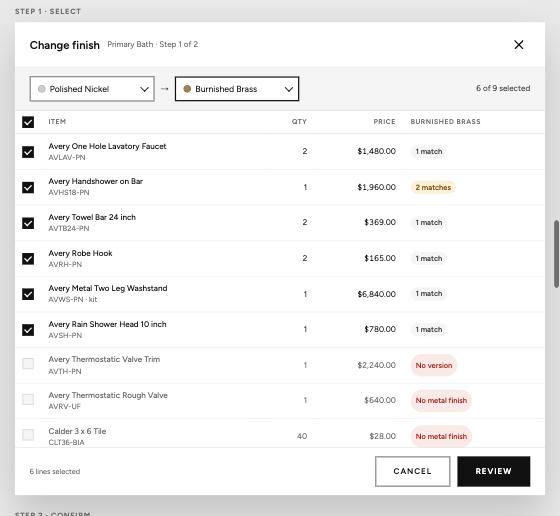 STEP 1 · SELECT
Change finish Primary Bath · Step 1 of 2
Polished Nickel → Burnished Brass 6 of 9 selected
ITEM QTY PRICE BURNISHED BRASS
Avery One Hole Lavatory Faucet 2 $1,480.00 1 match
AVLAV-PN
Avery Handshower on Bar 1 $1,960.00 2 matches
AVHS18-PN
Avery Towel Bar 24 inch 2 $369.00 1 match
AVTB24-PN
Avery Robe Hook 2 $165.00 1 match
AVRH-PN
Avery Metal Two Leg Washstand 1 $6,840.00 1 match
AVWS-PN · kit
Avery Rain Shower Head 10 inch 1 $780.00 1 match
AVSH-PN
Avery Thermostatic Valve Trim 1 $2,240.00 No version
AVTH-PN
Avery Thermostatic Rough Valve 1 $640.00 No metal finish
AVRV-UF
Calder 3 x 6 Tile 40 $28.00 No metal finish
CLT36-BIA
6 lines selected CANCEL REVIEW
STEP 2 · CONFIRM